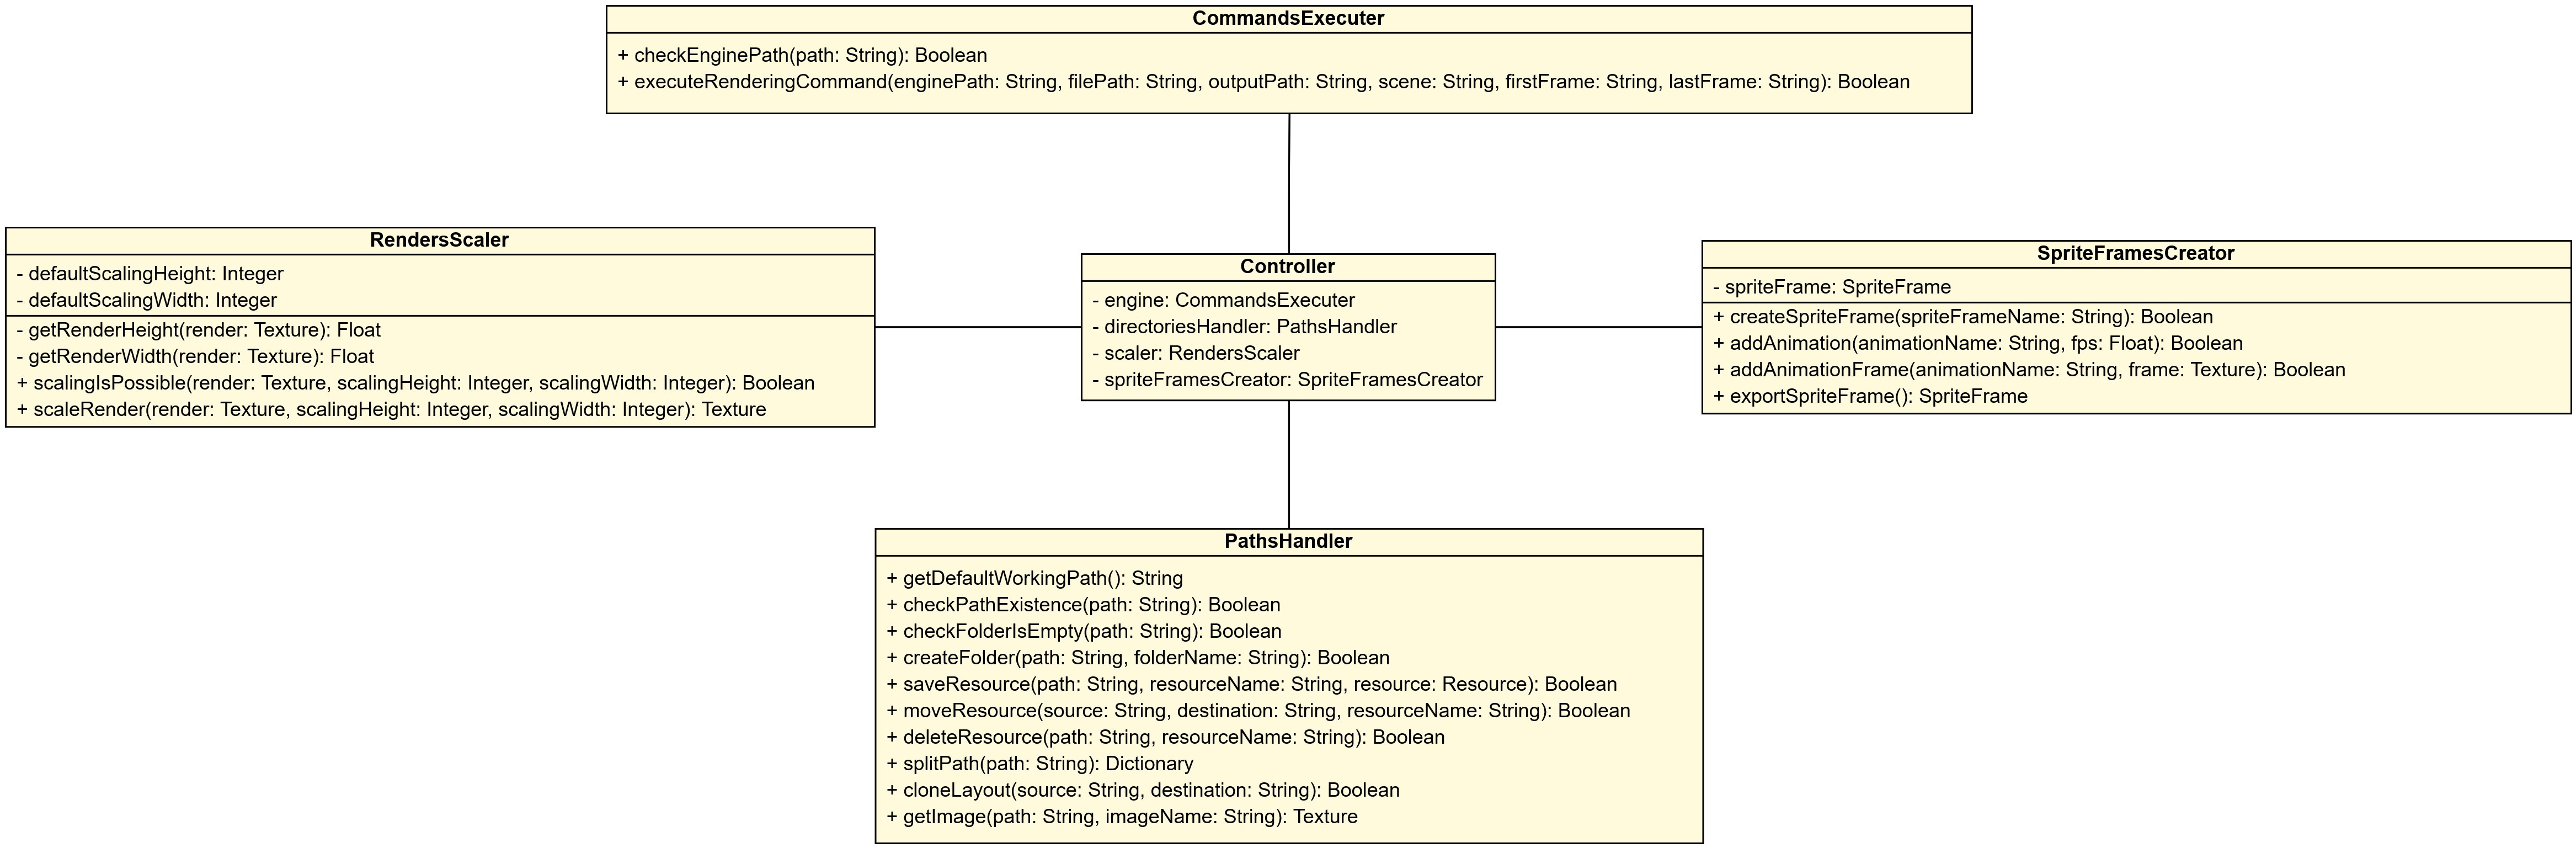 CommandsExecuter
+ checkEnginePath(path: String): Boolean
+ executeRenderingCommand(enginePath: String, filePath: String, outputPath: String, scene: String, firstFrame: String, lastFrame: String): Boolean
RendersScaler
- defaultScalingHeight: Integer
- defaultScalingWidth: Integer
- getRenderHeight(render: Texture): Float
- getRenderWidth(render: Texture): Float
+ scalingIsPossible(render: Texture, scalingHeight: Integer, scalingWidth: Integer): Boolean
+ scaleRender(render: Texture, scalingHeight: Integer, scalingWidth: Integer): Texture
Controller
- engine: CommandsExecuter
- directoriesHandler: PathsHandler
- scaler: RendersScaler
- spriteFramesCreator: SpriteFramesCreator
SpriteFramesCreator
- spriteFrame: SpriteFrame
+ createSpriteFrame(spriteFrameName: String): Boolean
+ addAnimation(animationName: String, fps: Float): Boolean
+ addAnimationFrame(animationName: String, frame: Texture): Boolean
+ exportSpriteFrame(): SpriteFrame
PathsHandler
+ getDefaultWorkingPath(): String
+ checkPathExistence(path: String): Boolean
+ checkFolderIsEmpty(path: String): Boolean
+ createFolder(path: String, folderName: String): Boolean
+ saveResource(path: String, resourceName: String, resource: Resource): Boolean
+ moveResource(source: String, destination: String, resourceName: String): Boolean
+ deleteResource(path: String, resourceName: String): Boolean
+ splitPath(path: String): Dictionary
+ cloneLayout(source: String, destination: String): Boolean
+ getImage(path: String, imageName: String): Texture